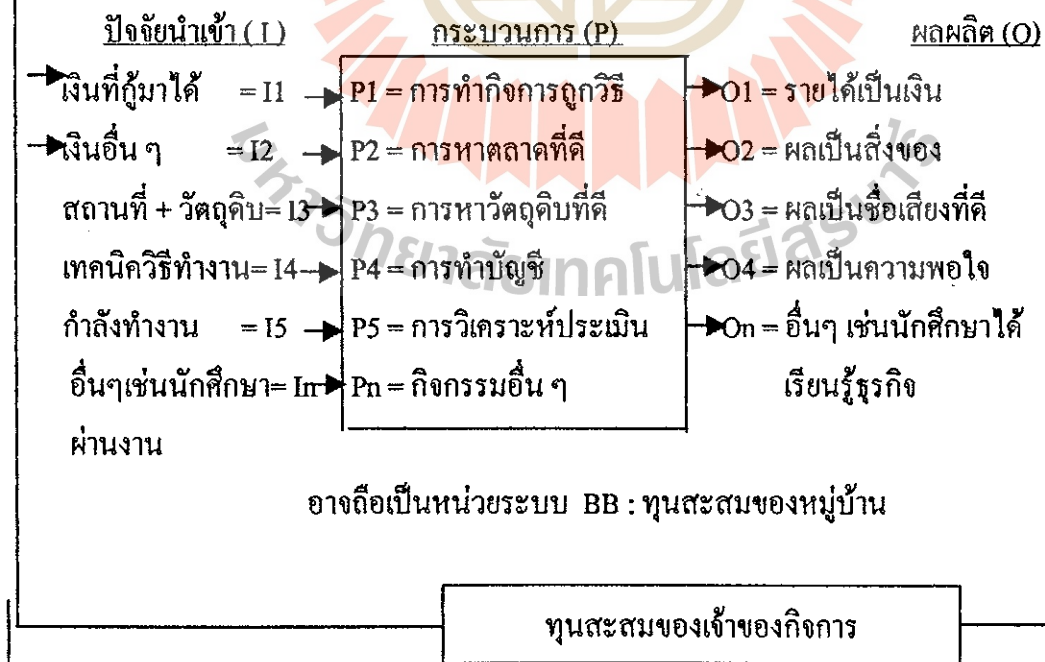 ปัจจัยนำเข้า ( I ) กระบวนการ (P) ผลผลิต (O)
เงินที่กู้มาได้ = I1 P1 = การทำกิจการถูกวิธี O1 = รายได้เป็นเงิน
เงินอื่น ๆ = I2 P2 = การหาตลาดที่ดี O2 = ผลเป็นสิ่งของ
สถานที่ + วัตถุดิบ= I3 P3 = การหาวัตถุดิบที่ดี O3 = ผลเป็นชื่อเสียงที่ดี
เทคนิควิธีทำงาน= I4 P4 = การทำบัญชี O4 = ผลเป็นความพอใจ
กำลังทำงาน = I5 P5 = การวิเคราะห์ประเมิน On = อื่นๆ เช่นนักศึกษาได้
อื่นๆเช่นนักศึกษา= In Pn = กิจกรรมอื่น ๆ เรียนรู้ธุรกิจ
ผ่านงาน
อาจถือเป็นหน่วยระบบ BB : ทุนสะสมของหมู่บ้าน
ทุนสะสมของเจ้าของกิจการ